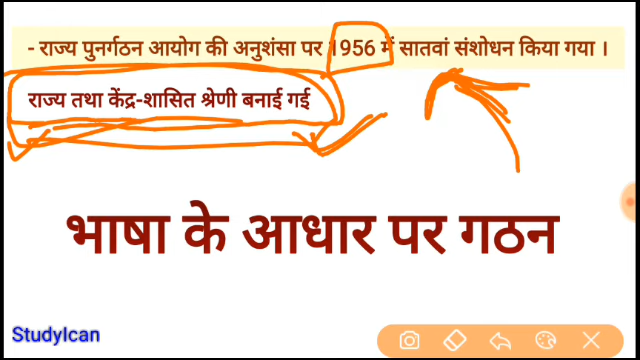 - राज्य पुनर्गठन आयोग की अनुशंसा पर 1956 में सातवां संशोधन किया गया ।
राज्य तथा केंद्र-शासित श्रेणी बनाई गई
भाषा के आधार पर गठन
StudyIcan